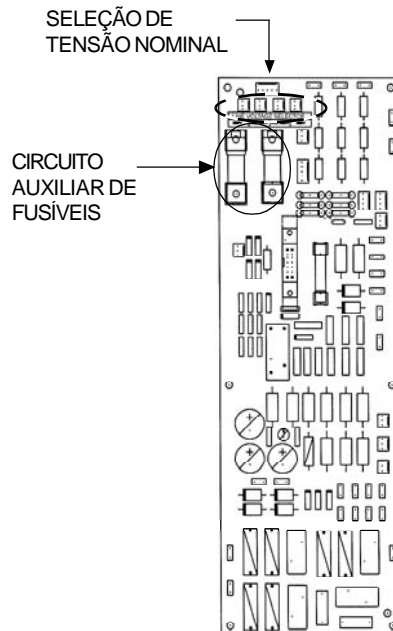 SELEÇÃO DE
TENSÃO NOMINAL
CIRCUITO
AUXILIAR DE
FUSÍVEIS